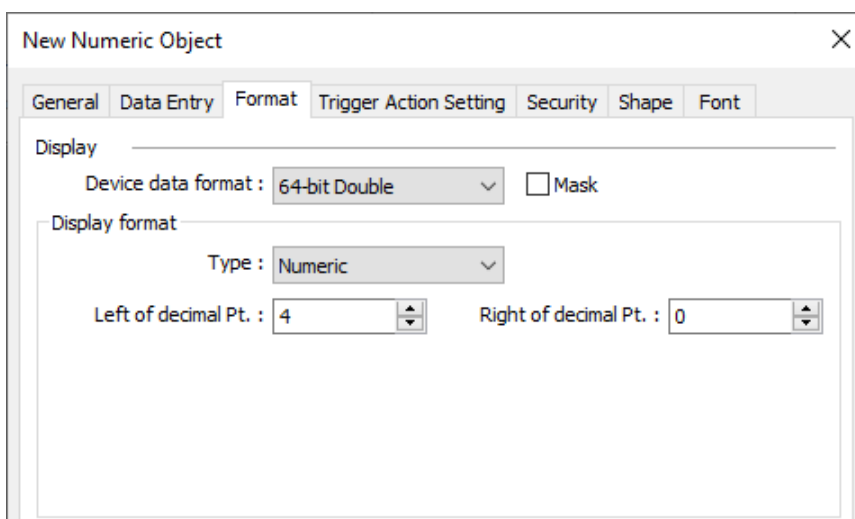 New Numeric Object
General Data Entry Format Trigger Action Setting Security Shape Font
Display
Device data format : 64-bit Double Mask
Display format
Type : Numeric
Left of decimal Pt. : 4 Right of decimal Pt. : 0